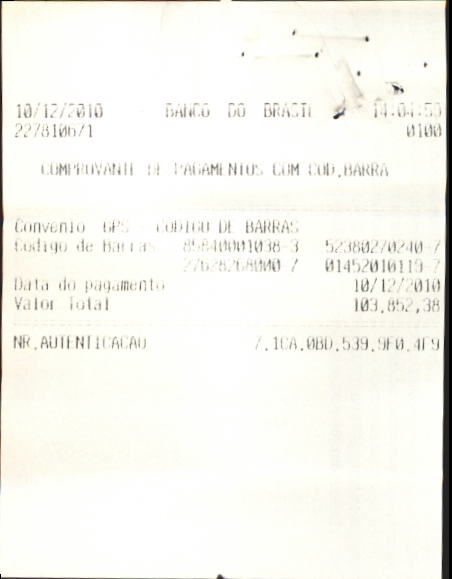 10/12/2010 - BANCO DO BRASIL - 14:04:53
2278106/1 0100
COMPROVANTE DE PAGAMENTOS COM COD.BARRA
Convenio GPS - CODIGO DE BARRAS
Codigo de Barras 85840001038-3 52380270240-7
27628268000-7 01452010119-7
Data do pagamento 10/12/2010
Valor Total 103.852,38
NR.AUTENTICACAO 7.1CA.0BD.539.9F0.4F9